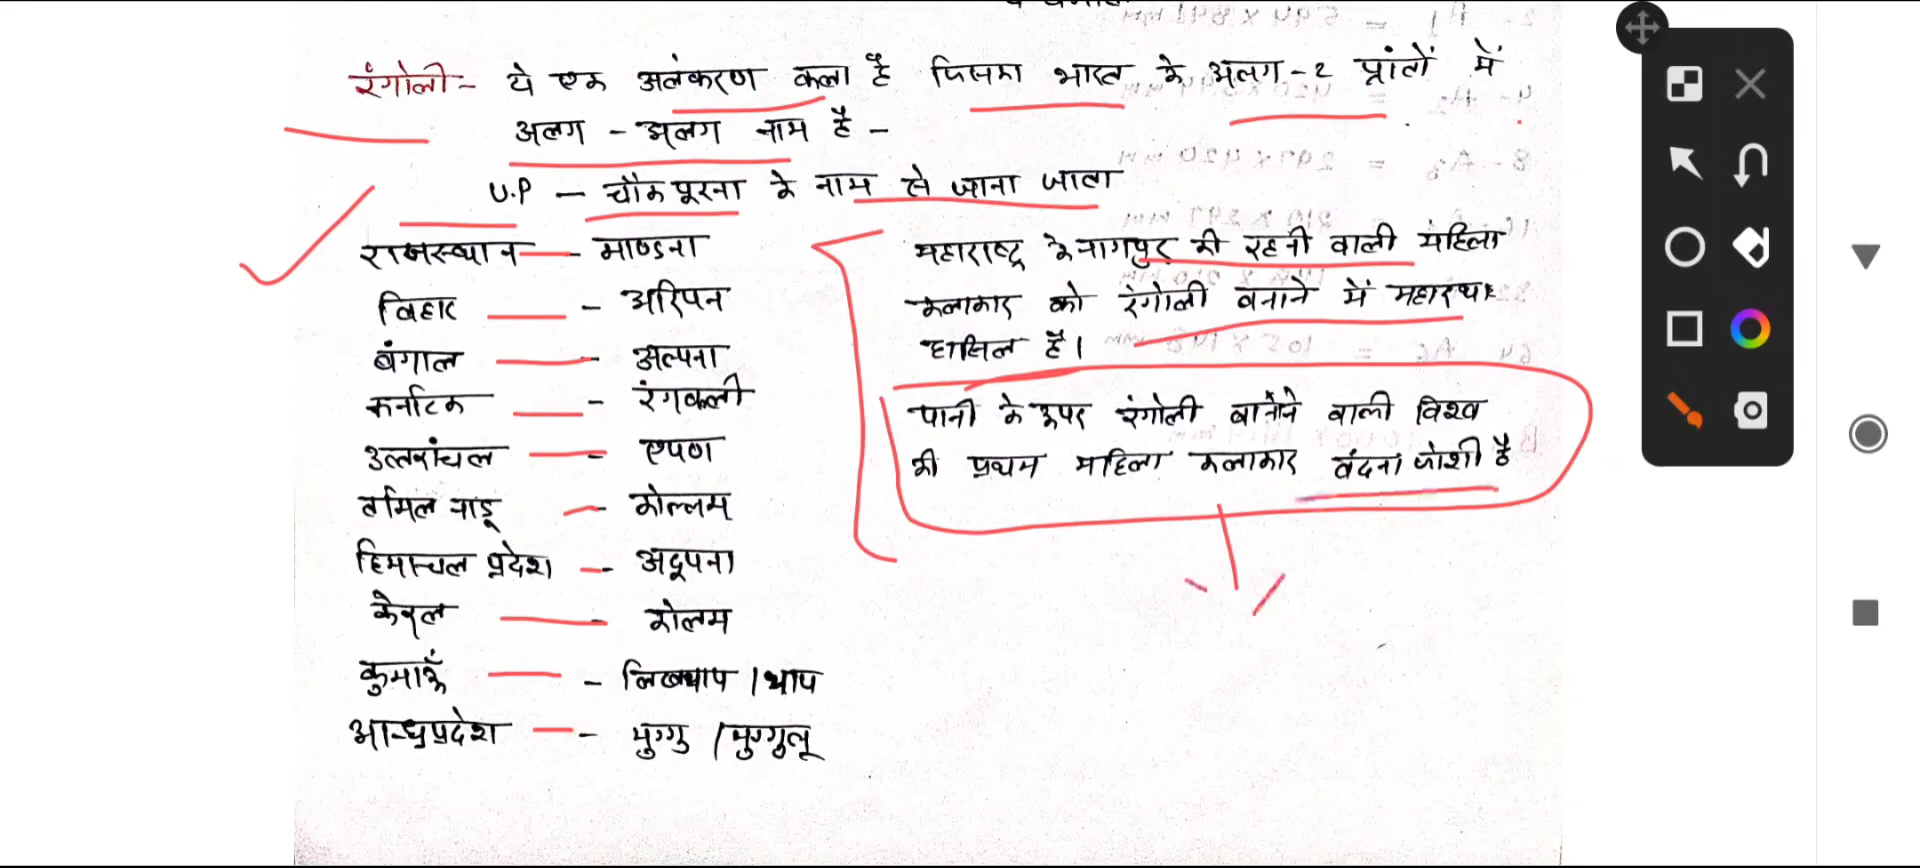 रंगोली - ये एक अलंकरण कला है जिसका भारत के अलग-2 प्रांतों में
अलग - अलग नाम है -
U.P - चौक पूरना के नाम से जाना जाता
राजस्थान - माण्डना
बिहार - अरिपन
बंगाल - अल्पना
कर्नाटक - रंगवल्ली
उत्तरांचल - एपण
तमिल नाडू - कोल्लम
हिमाचल प्रदेश - अदूपना
केरल - कोलम
कुमाऊँ - लिखथाप / थाप
आन्ध्रप्रदेश - मुग्गु / मुग्गुलू
महाराष्ट्र के नागपुर की रहनी वाली महिला
कलाकार को रंगोली बनाने में महारथ
हासिल है।
पानी के ऊपर रंगोली बानाने वाली विश्व
की प्रथम महिला कलाकार वंदना जोशी है